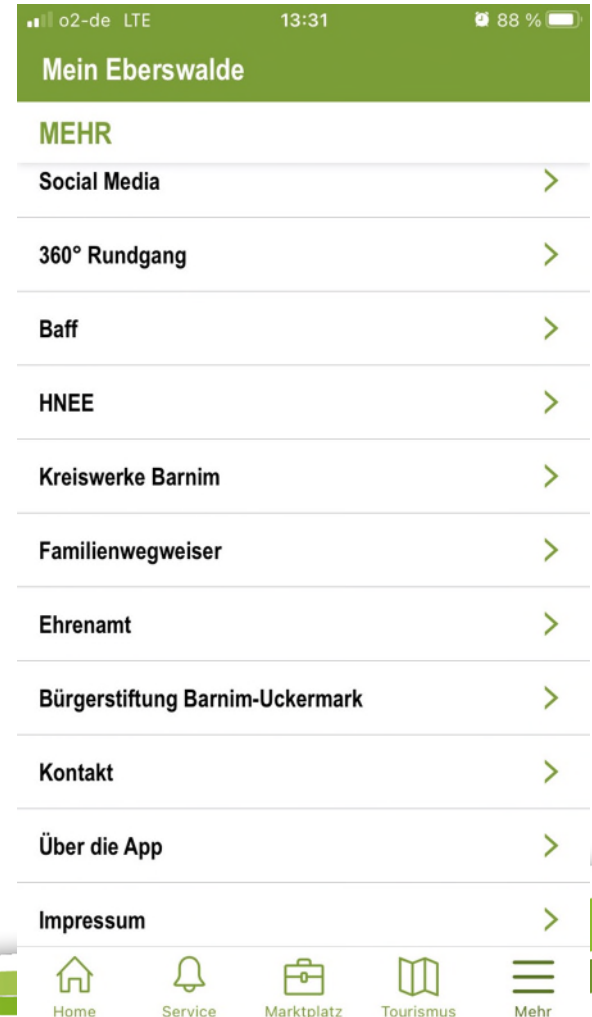 o2-de LTE 13:31 88 %
Mein Eberswalde
MEHR
Social Media
360° Rundgang
Baff
HNEE
Kreiswerke Barnim
Familienwegweiser
Ehrenamt
Bürgerstiftung Barnim-Uckermark
Kontakt
Über die App
Impressum
Home Service Marktplatz Tourismus Mehr